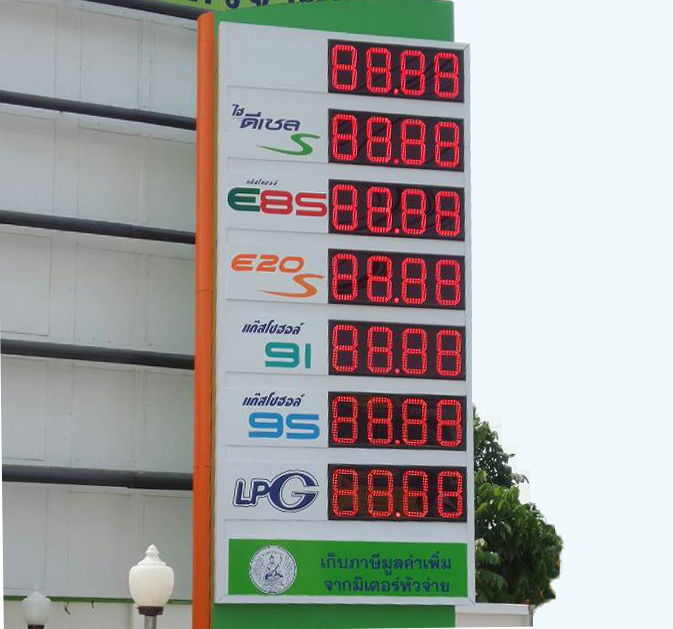 88.88
ไฮ
ดีเซล S
88.88
แก๊สโซฮอล์
E85
88.88
E20 S
88.88
แก๊สโซฮอล์
91
88.88
แก๊สโซฮอล์
95
88.88
LPG
88.88
เก็บภาษีมูลค่าเพิ่ม
จากมิเตอร์หัวจ่าย